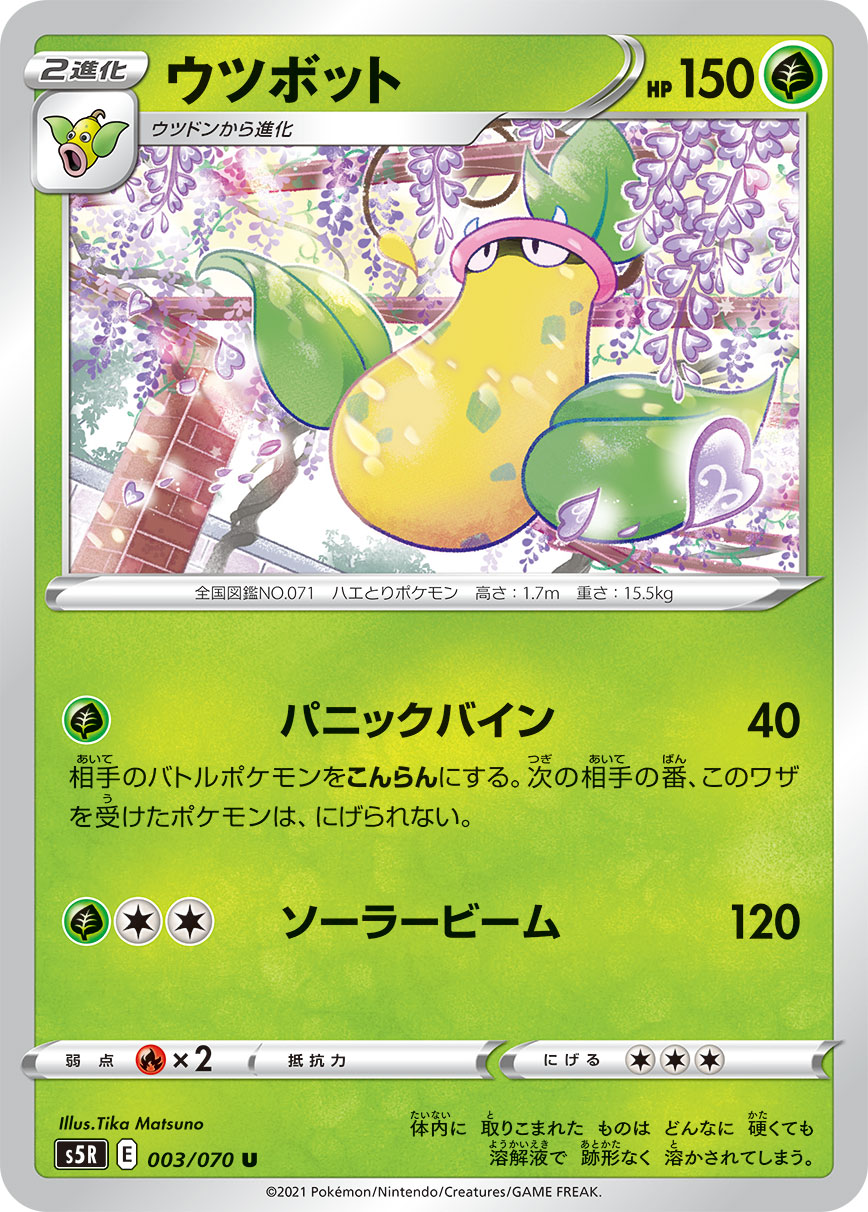 2進化
ウツボット
HP 150
ウツドンから進化
全国図鑑NO.071 ハエとりポケモン 高さ：1.7m 重さ：15.5kg
パニックバイン 40
相手のバトルポケモンをこんらんにする。次の相手の番、このワザ
を受けたポケモンは、にげられない。
ソーラービーム 120
弱点 ×2 抵抗力 にげる
Illus.Tika Matsuno
体内に 取りこまれた ものは どんなに 硬くても
溶解液で 跡形なく 溶かされてしまう。
s5R E 003/070 U
©2021 Pokémon/Nintendo/Creatures/GAME FREAK.